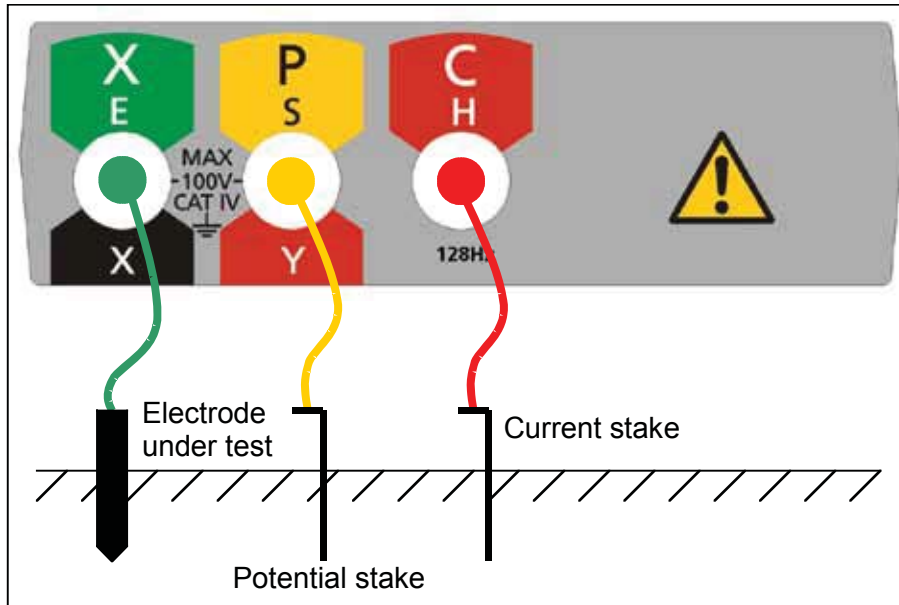 X P C
E S H
MAX
100V
CAT IV
X Y
Electrode
under test
Current stake
Potential stake